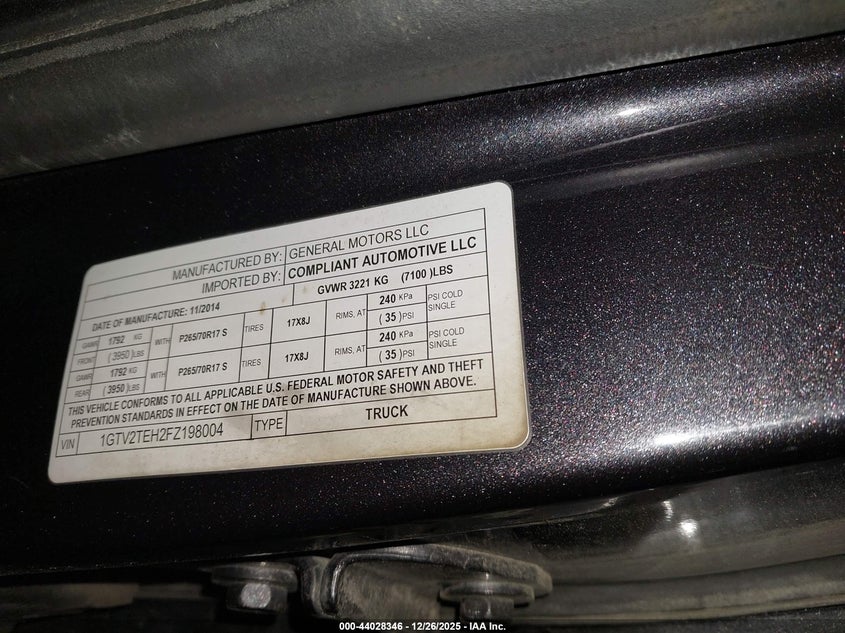 MANUFACTURED BY: GENERAL MOTORS LLC
IMPORTED BY: COMPLIANT AUTOMOTIVE LLC
DATE OF MANUFACTURE: 11/2014 GVWR 3221 KG (7100 )LBS
GAWR 1792 KG WITH P265/70R17 S TIRES 17X8J RIMS, AT 240 KPa PSI COLD
FRONT ( 3950 )LBS ( 35 )PSI SINGLE
GAWR 1792 KG WITH P265/70R17 S TIRES 17X8J RIMS, AT 240 KPa PSI COLD
REAR ( 3950 )LBS ( 35 )PSI SINGLE
THIS VEHICLE CONFORMS TO ALL APPLICABLE U.S. FEDERAL MOTOR SAFETY AND THEFT
PREVENTION STANDARDS IN EFFECT ON THE DATE OF MANUFACTURE SHOWN ABOVE.
VIN 1GTV2TEH2FZ198004 TYPE TRUCK
000-44028346 - 12/26/2025 - IAA Inc.